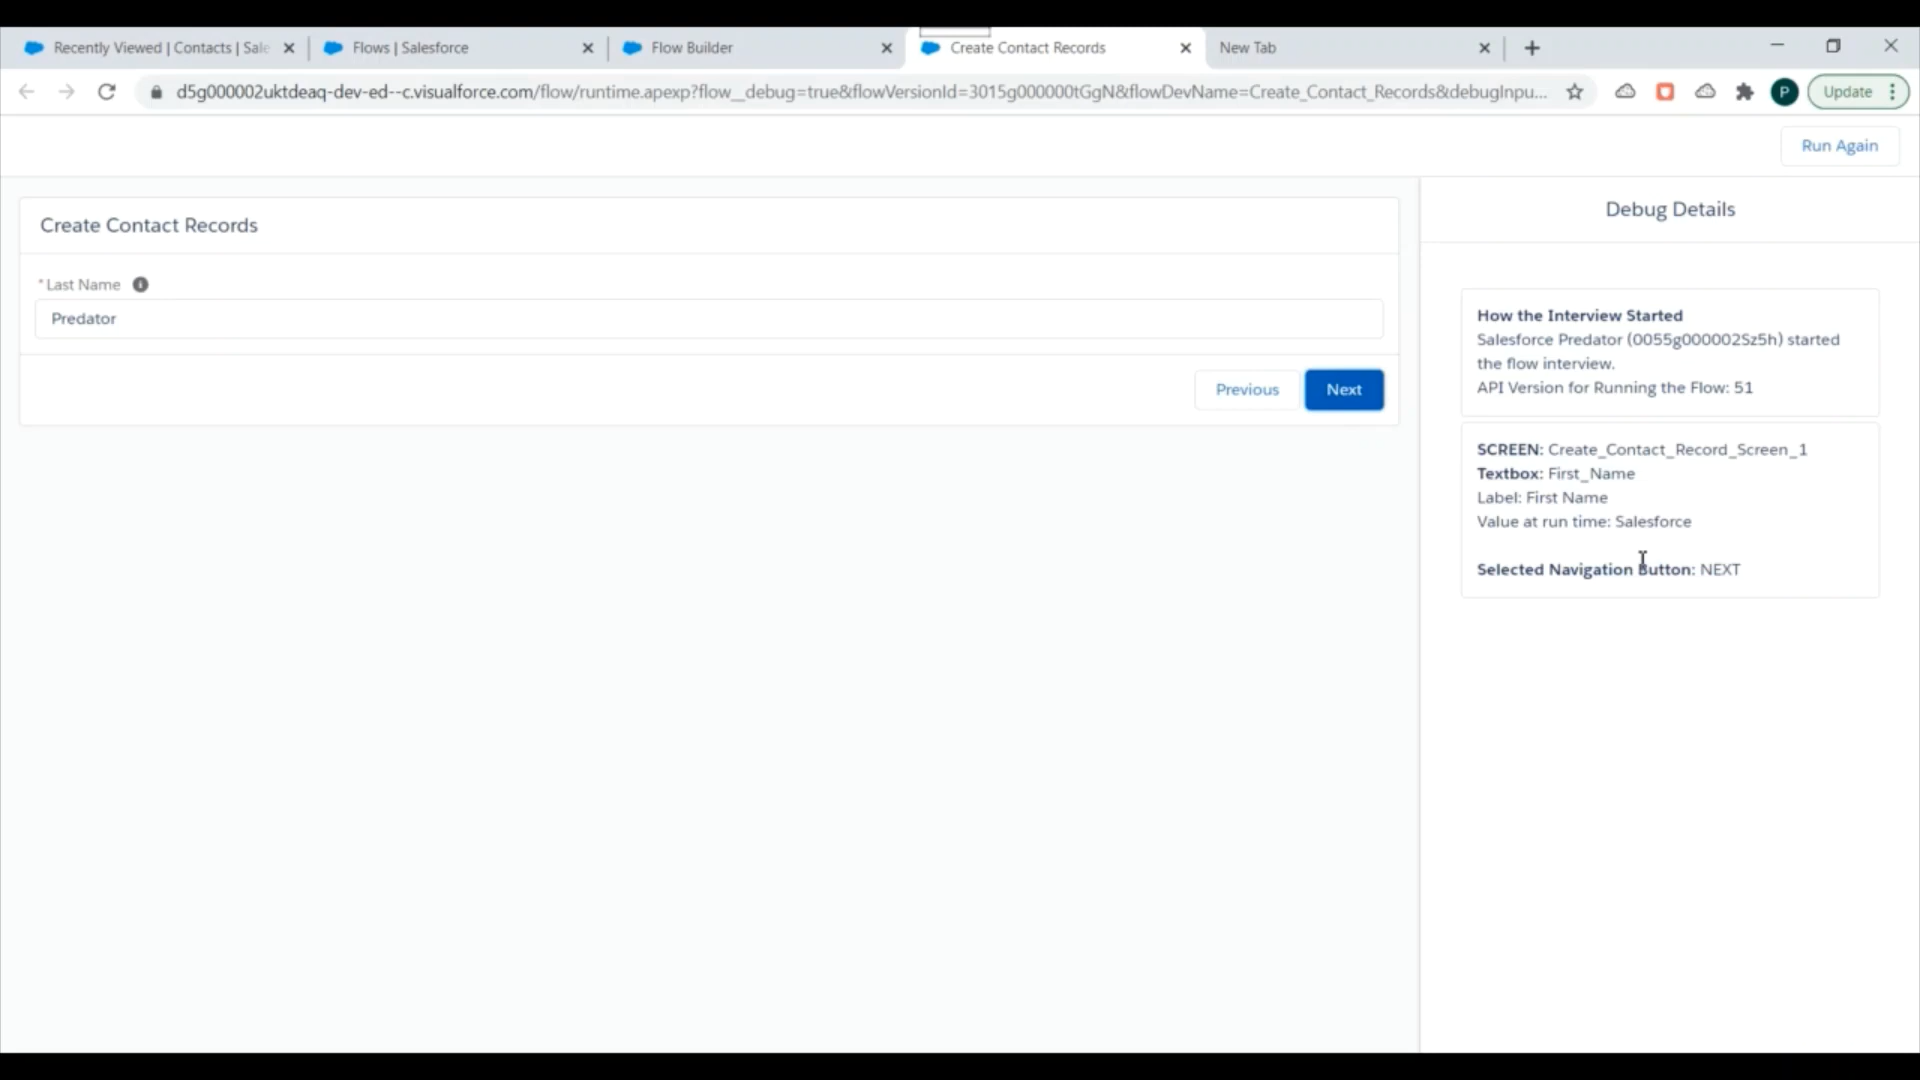 Recently Viewed | Contacts | Sale
Flows | Salesforce
Flow Builder
Create Contact Records
New Tab
d5g000002uktdeaq-dev-ed--c.visualforce.com/flow/runtime.apexp?flow__debug=true&flowVersionId=3015g000000tGgN&flowDevName=Create_Contact_Records&debugInpu...
P
Update
Run Again
Create Contact Records
*Last Name
Predator
Previous
Next
Debug Details
How the Interview Started
Salesforce Predator (0055g000002Sz5h) started
the flow interview.
API Version for Running the Flow: 51
SCREEN: Create_Contact_Record_Screen_1
Textbox: First_Name
Label: First Name
Value at run time: Salesforce
Selected Navigation Button: NEXT